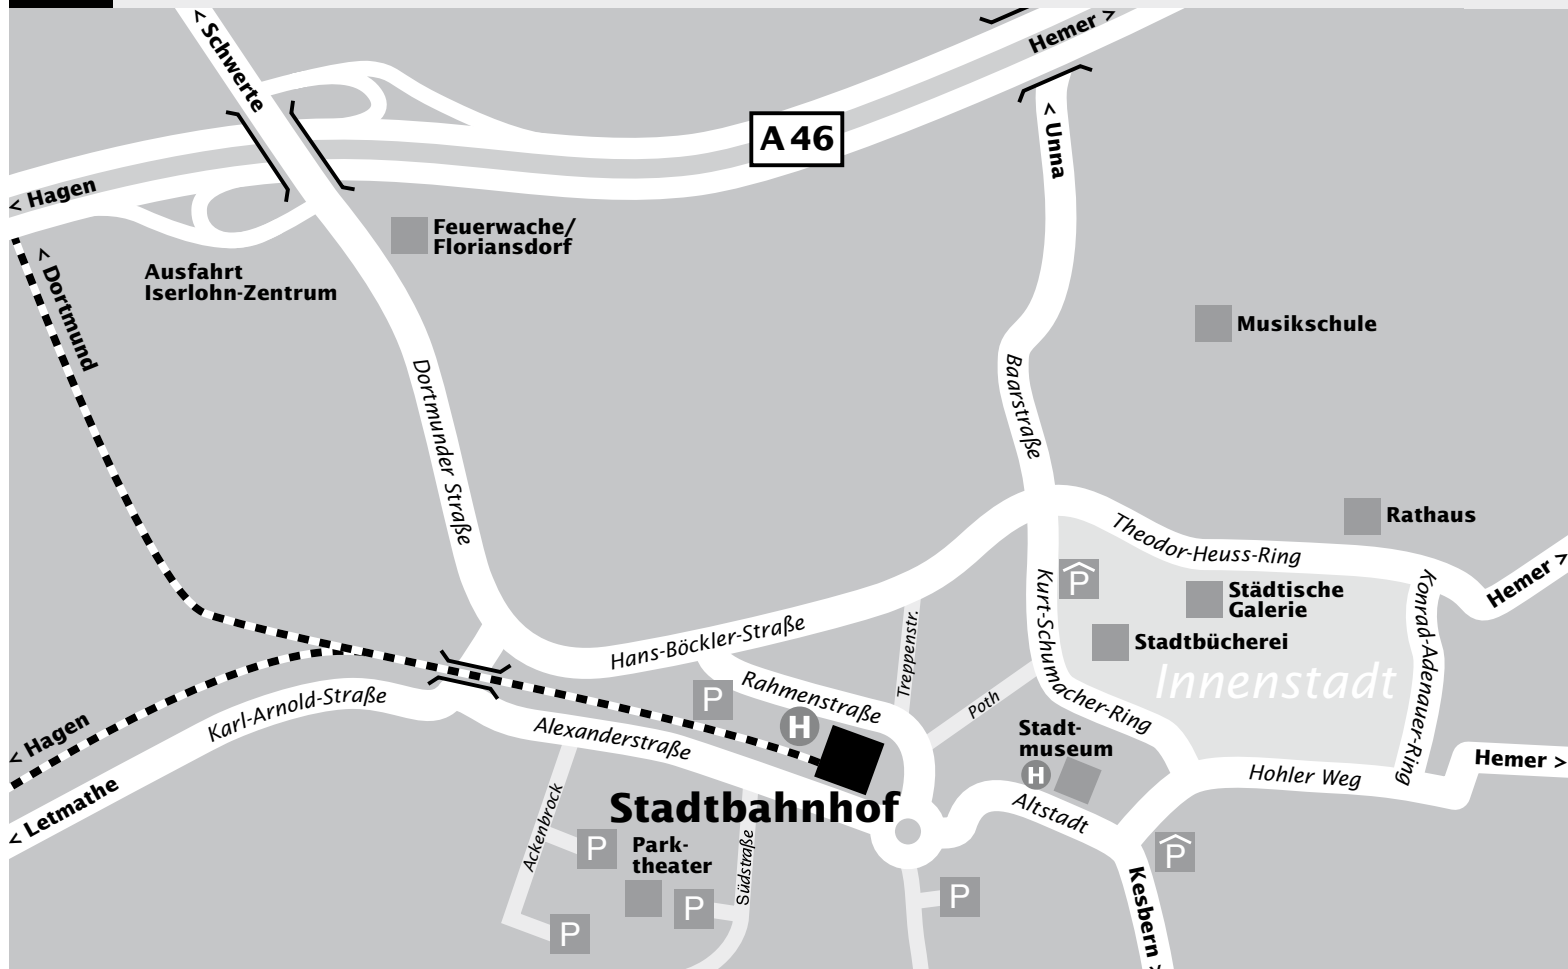 < Schwerte
Hemer >
A 46
< Unna
< Hagen
Feuerwache/
Floriansdorf
< Dortmund
Ausfahrt
Iserlohn-Zentrum
Musikschule
Dortmunder Straße
Baarstraße
Rathaus
Theodor-Heuss-Ring
Hemer >
P
Kurt-Schumacher-Ring
Städtische
Galerie
Konrad-Adenauer-Ring
Hans-Böckler-Straße
Treppenstr.
Stadtbücherei
Innenstadt
Karl-Arnold-Straße
P
Rahmenstraße
Poth
< Hagen
Alexanderstraße
H
Stadt-
museum
H
Hohler Weg
Hemer >
< Letmathe
Stadtbahnhof
Altstadt
Ackenbrock
P
Park-
theater
Südstraße
P
P
P
P
Kesbern >